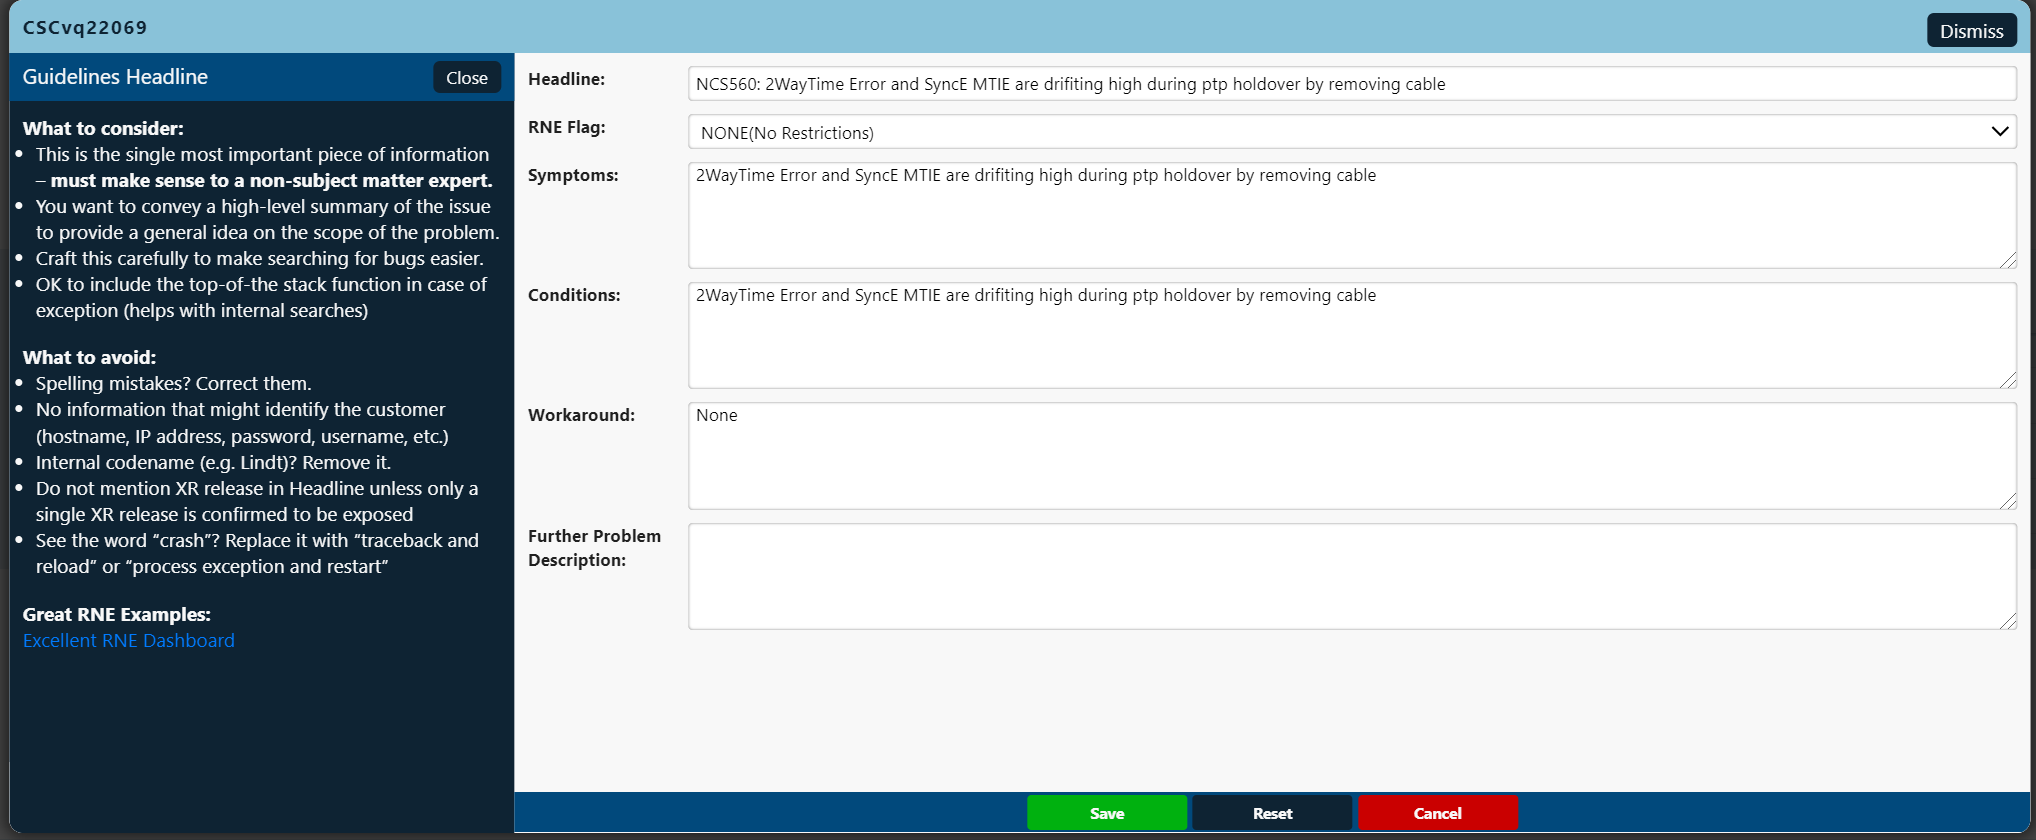 CSCvq22069
Dismiss
Guidelines Headline
Close
What to consider:
• This is the single most important piece of information
– must make sense to a non-subject matter expert.
• You want to convey a high-level summary of the issue
to provide a general idea on the scope of the problem.
• Craft this carefully to make searching for bugs easier.
• OK to include the top-of-the stack function in case of
exception (helps with internal searches)
What to avoid:
• Spelling mistakes? Correct them.
• No information that might identify the customer
(hostname, IP address, password, username, etc.)
• Internal codename (e.g. Lindt)? Remove it.
• Do not mention XR release in Headline unless only a
single XR release is confirmed to be exposed
• See the word “crash”? Replace it with “traceback and
reload” or “process exception and restart”
Great RNE Examples:
Excellent RNE Dashboard
Headline:
NCS560: 2WayTime Error and SyncE MTIE are drifiting high during ptp holdover by removing cable
RNE Flag:
NONE(No Restrictions)
Symptoms:
2WayTime Error and SyncE MTIE are drifiting high during ptp holdover by removing cable
Conditions:
2WayTime Error and SyncE MTIE are drifiting high during ptp holdover by removing cable
Workaround:
None
Further Problem
Description:
Save
Reset
Cancel